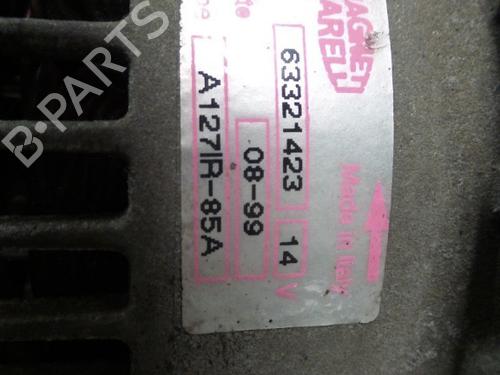 MAGNETI
MARELLI
63321423 14 V
08-99
A127IR-85A
Made in Italy
B-PARTS